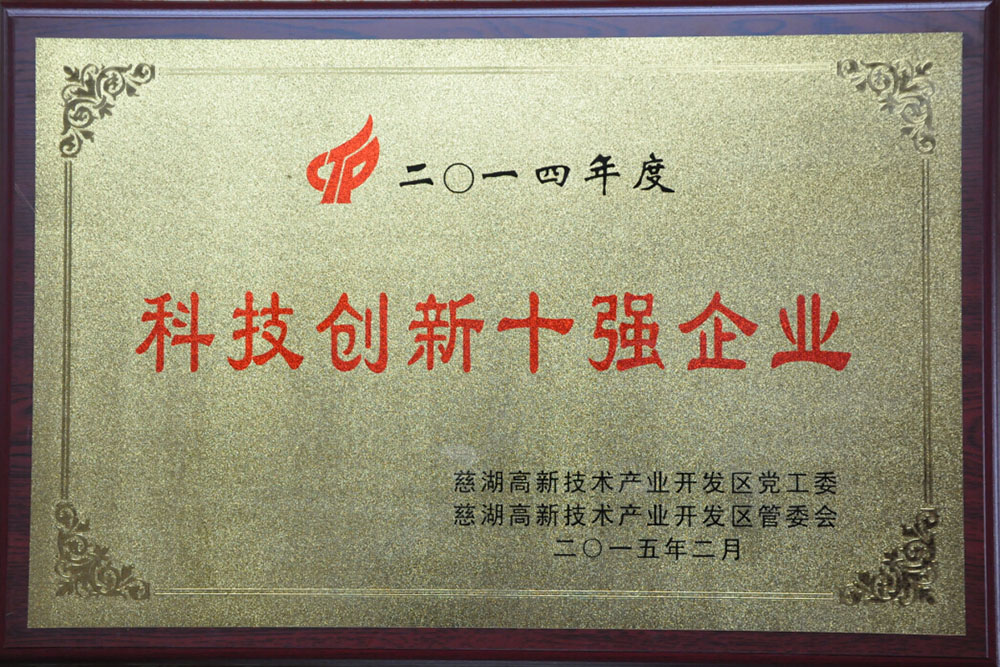 二〇一四年度
科技创新十强企业
慈湖高新技术产业开发区党工委
慈湖高新技术产业开发区管委会
二〇一五年二月